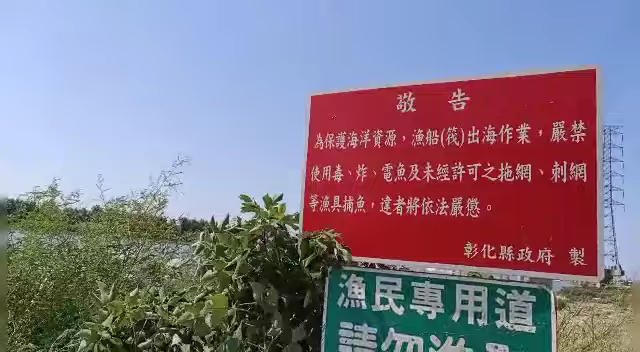 敬告
為保護海洋資源，漁船(筏)出海作業，嚴禁
使用毒、炸、電魚及未經許可之拖網、刺網
等漁具捕魚，違者將依法嚴懲。
彰化縣政府 製
漁民專用道
請勿進